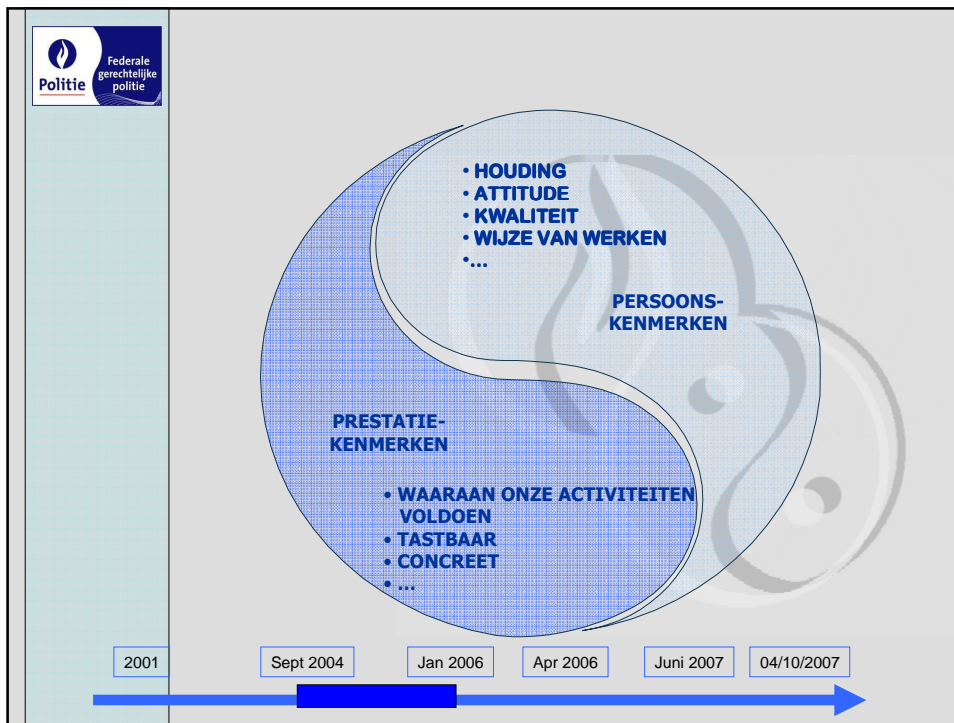 Politie
Federale
gerechtelijke
politie
• HOUDING
• ATTITUDE
• KWALITEIT
• WIJZE VAN WERKEN
•...
PERSOONS-
KENMERKEN
PRESTATIE-
KENMERKEN
• WAARAAN ONZE ACTIVITEITEN
VOLDOEN
• TASTBAAR
• CONCREET
• ...
2001
Sept 2004
Jan 2006
Apr 2006
Juni 2007
04/10/2007